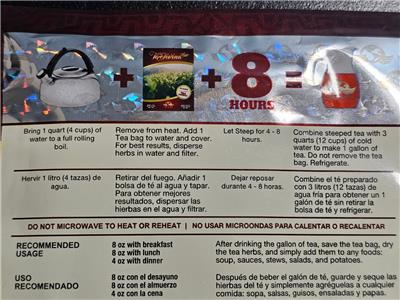 + + 8 =
HOURS
Bring 1 quart (4 cups) of
water to a full rolling
boil.
Remove from heat. Add 1
Tea bag to water and cover.
For best results, disperse
herbs in water and filter.
Let Steep for 4 - 8
hours.
Combine steeped tea with 3
quarts (12 cups) of cold
water to make 1 gallon of
tea. Do not remove the tea
bag. Refrigerate.
Hervir 1 litro (4 tazas) de
agua.
Retirar del fuego. Añadir 1
bolsa de té al agua y tapar.
Para obtener mejores
resultados, dispersar las
hierbas en el agua y filtrar.
Dejar reposar
durante 4 - 8 horas.
Combine el té preparado
con 3 litros (12 tazas) de
agua fría para obtener un
1 galón de té sin retirar la
bolsa de té y refrigerar.
DO NOT MICROWAVE TO HEAT OR REHEAT | NO USAR MICROONDAS PARA CALENTAR O RECALENTAR
RECOMMENDED
USAGE
8 oz with breakfast
8 oz with lunch
4 oz with dinner
After drinking the gallon of tea, save the tea bag, dry
the tea herbs, and simply add them to any foods:
soup, sauces, stews, salads, and potatoes.
USO
RECOMENDADO
8 oz con el desayuno
8 oz con el almuerzo
4 oz con la cena
Después de beber el galón de té, guarde y seque las
hierbas del té y simplemente agréguelas a cualquier
comida: sopa, salsas, guisos, ensaladas y papas.